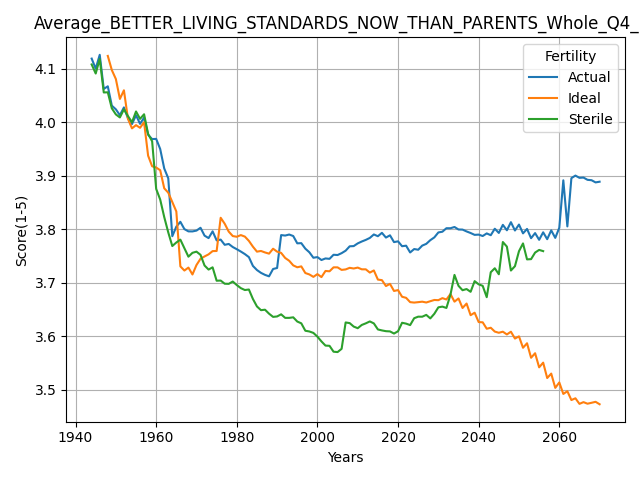 Average_BETTER_LIVING_STANDARDS_NOW_THAN_PARENTS_Whole_Q4_
Fertility
Actual
Ideal
Sterile
Score(1-5)
4.1
4.0
3.9
3.8
3.7
3.6
3.5
1940 1960 1980 2000 2020 2040 2060
Years